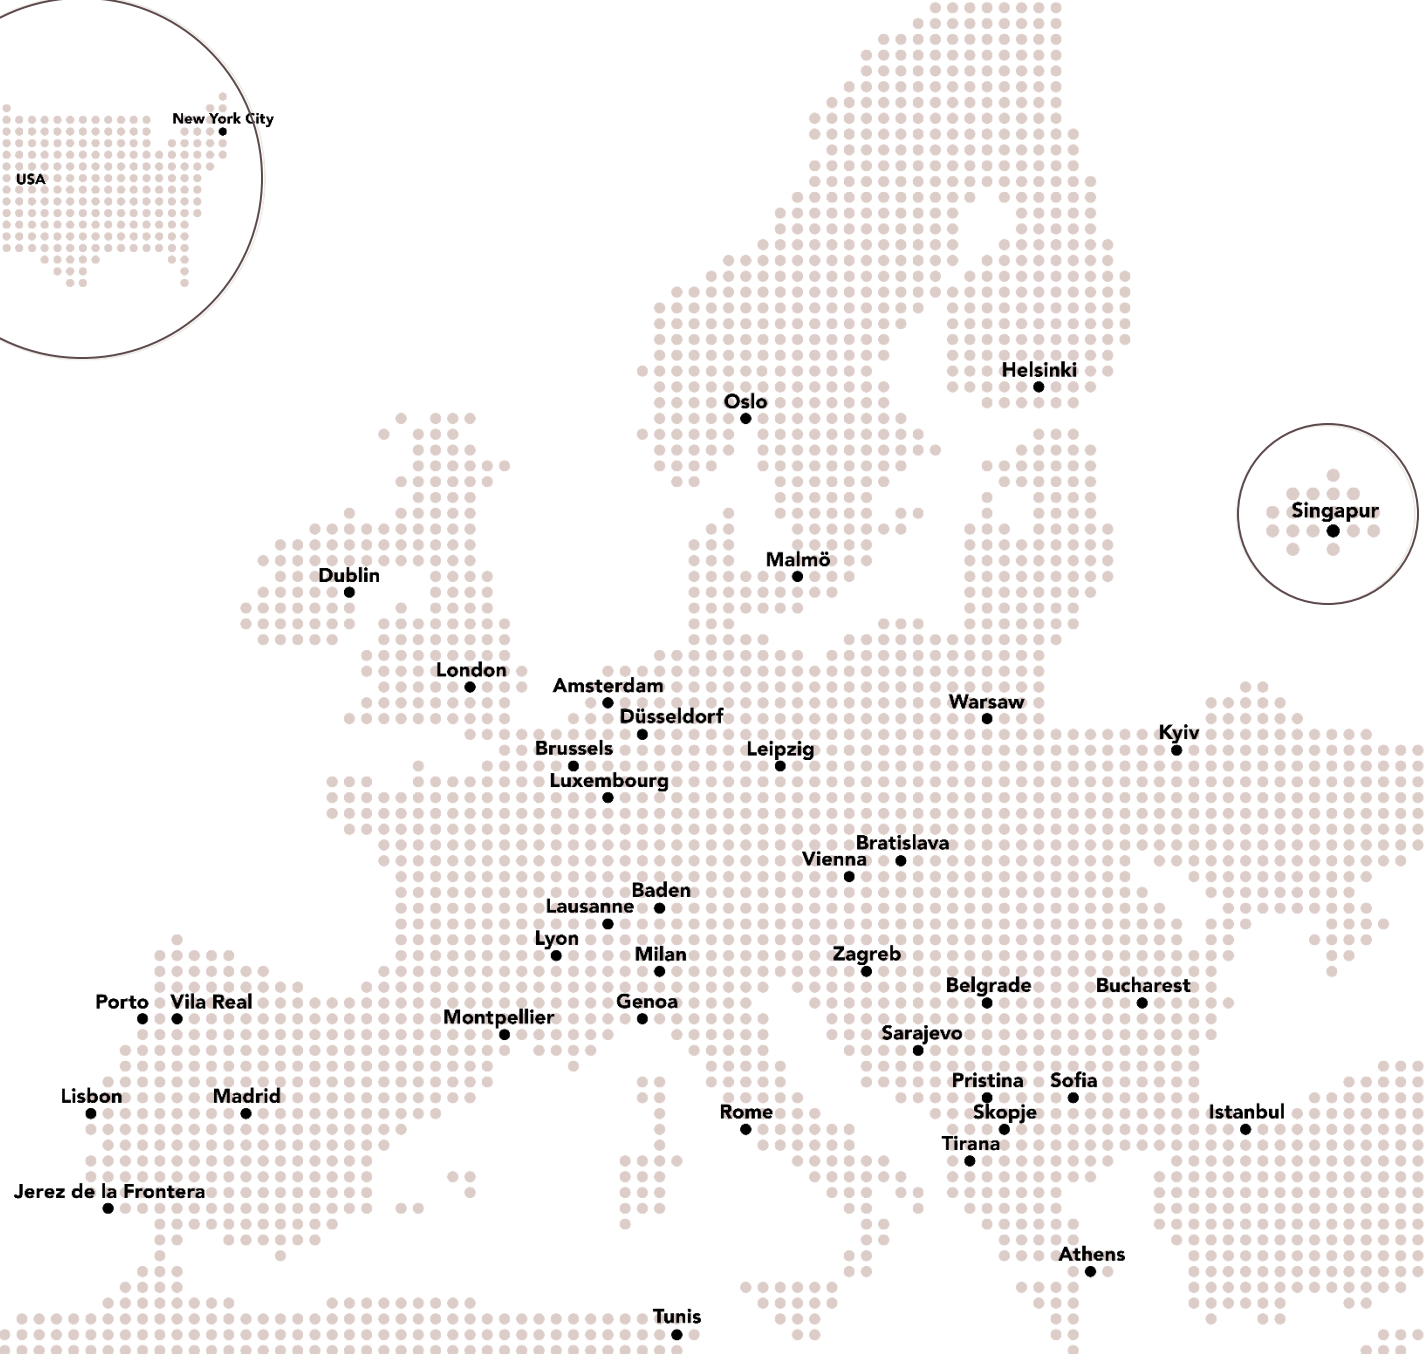 New York City
USA
Helsinki
Oslo
Singapur
Malmö
Dublin
London
Amsterdam
Warsaw
Düsseldorf
Kyiv
Brussels
Leipzig
Luxembourg
Bratislava
Vienna
Baden
Lausanne
Lyon
Milan
Zagreb
Belgrade
Bucharest
Porto
Vila Real
Genoa
Montpellier
Sarajevo
Pristina
Sofia
Lisbon
Madrid
Rome
Skopje
Istanbul
Tirana
Jerez de la Frontera
Athens
Tunis